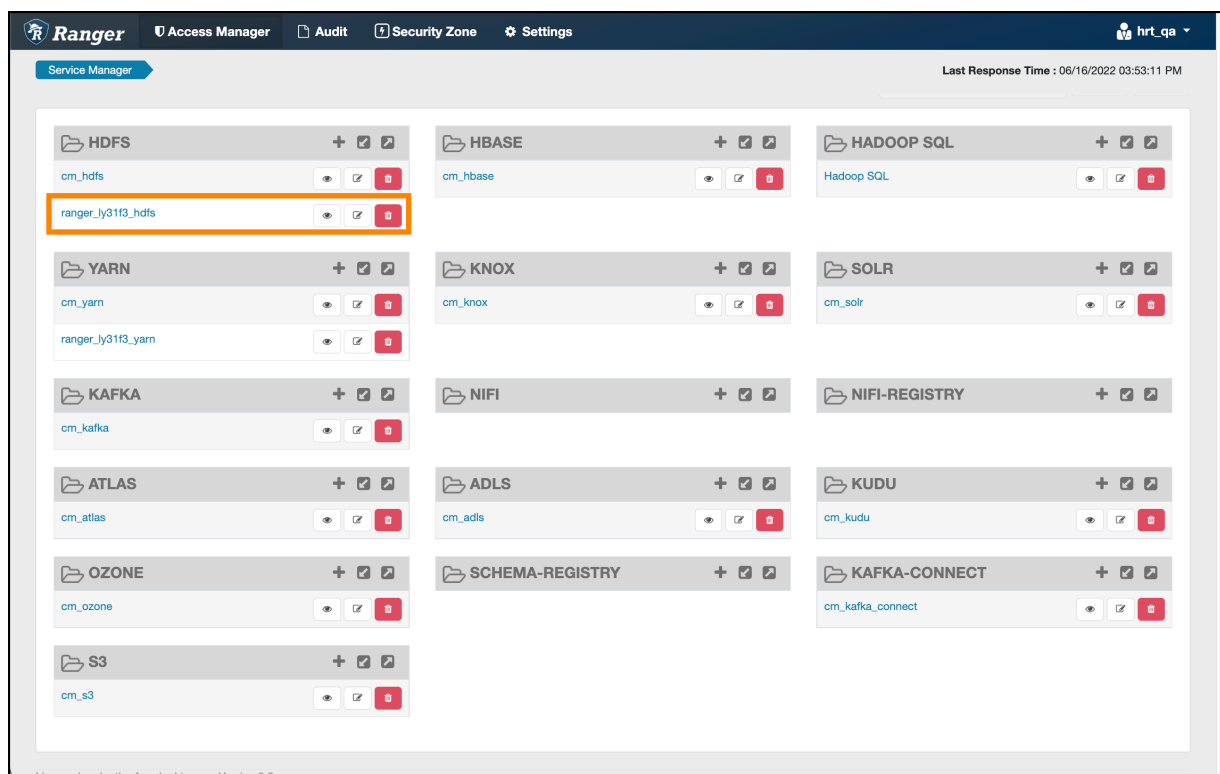 Ranger Access Manager Audit Security Zone Settings hrt_qa
Service Manager
Last Response Time : 06/16/2022 03:53:11 PM
HDFS
cm_hdfs
ranger_ly31f3_hdfs
HBASE
cm_hbase
HADOOP SQL
Hadoop SQL
YARN
cm_yarn
ranger_ly31f3_yarn
KNOX
cm_knox
SOLR
cm_solr
KAFKA
cm_kafka
NIFI
NIFI-REGISTRY
ATLAS
cm_atlas
ADLS
cm_adls
KUDU
cm_kudu
OZONE
cm_ozone
SCHEMA-REGISTRY
KAFKA-CONNECT
cm_kafka_connect
S3
cm_s3